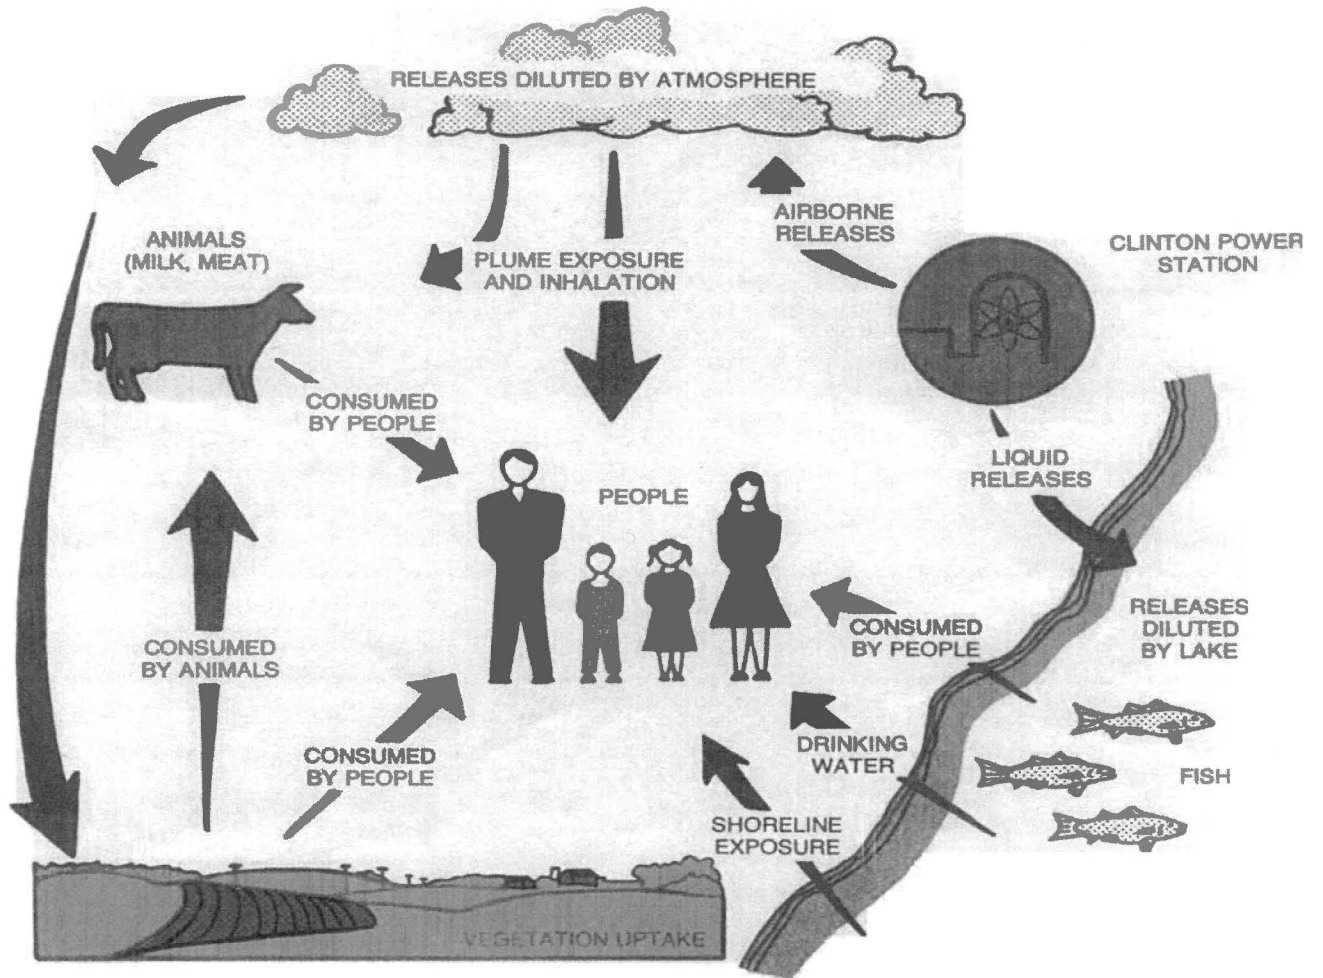 RELEASES DILUTED BY ATMOSPHERE
ANIMALS
(MILK, MEAT)
PLUME EXPOSURE
AND INHALATION
AIRBORNE
RELEASES
CLINTON POWER
STATION
CONSUMED
BY PEOPLE
LIQUID
RELEASES
PEOPLE
RELEASES
DILUTED
BY LAKE
CONSUMED
BY PEOPLE
CONSUMED
BY ANIMALS
CONSUMED
BY PEOPLE
DRINKING
WATER
FISH
SHORELINE
EXPOSURE
VEGETATION UPTAKE